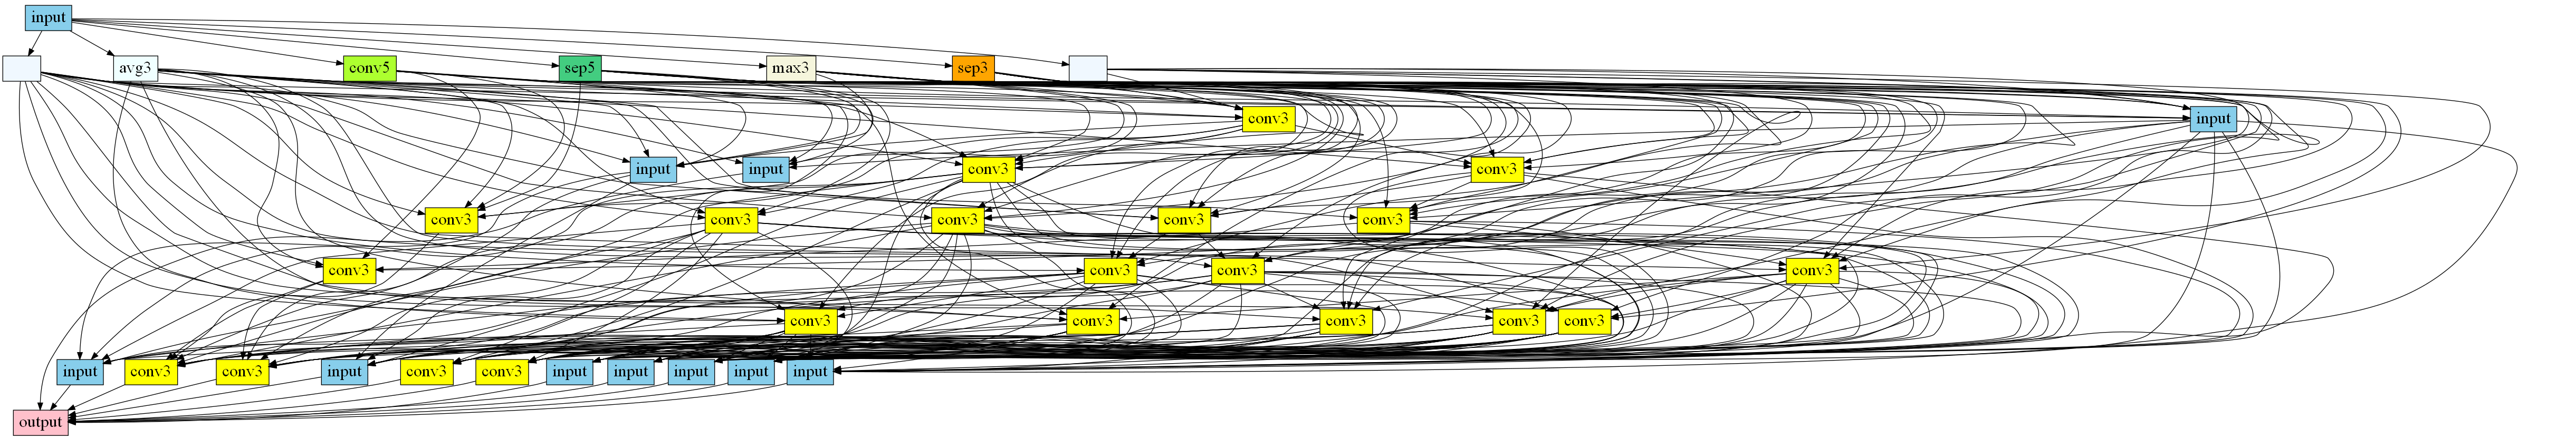 input
avg3 conv5 sep5 max3 sep3
conv3 input
input input conv3 conv3
conv3 conv3 conv3 conv3 conv3
conv3 conv3 conv3 conv3
conv3 conv3 conv3 conv3 conv3
input conv3 conv3 input conv3 conv3 input input input input input
output